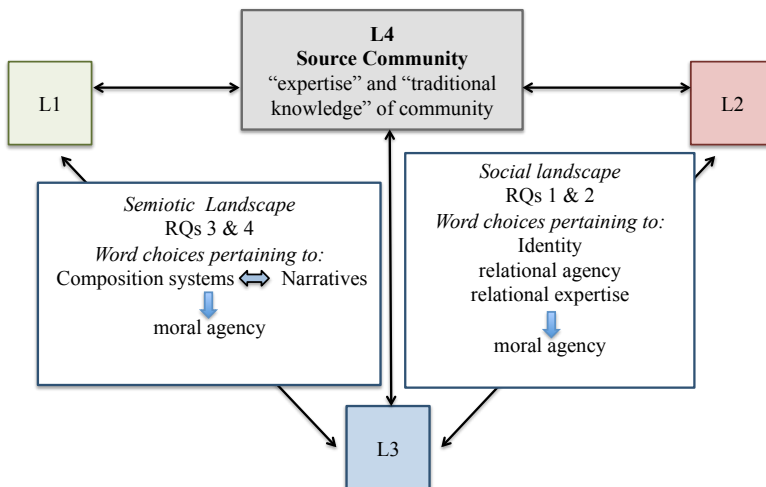 L4
Source Community
“expertise” and “traditional
knowledge” of community
L1
L2
Semiotic Landscape
RQs 3 & 4
Word choices pertaining to:
Composition systems Narratives
moral agency
Social landscape
RQs 1 & 2
Word choices pertaining to:
Identity
relational agency
relational expertise
moral agency
L3